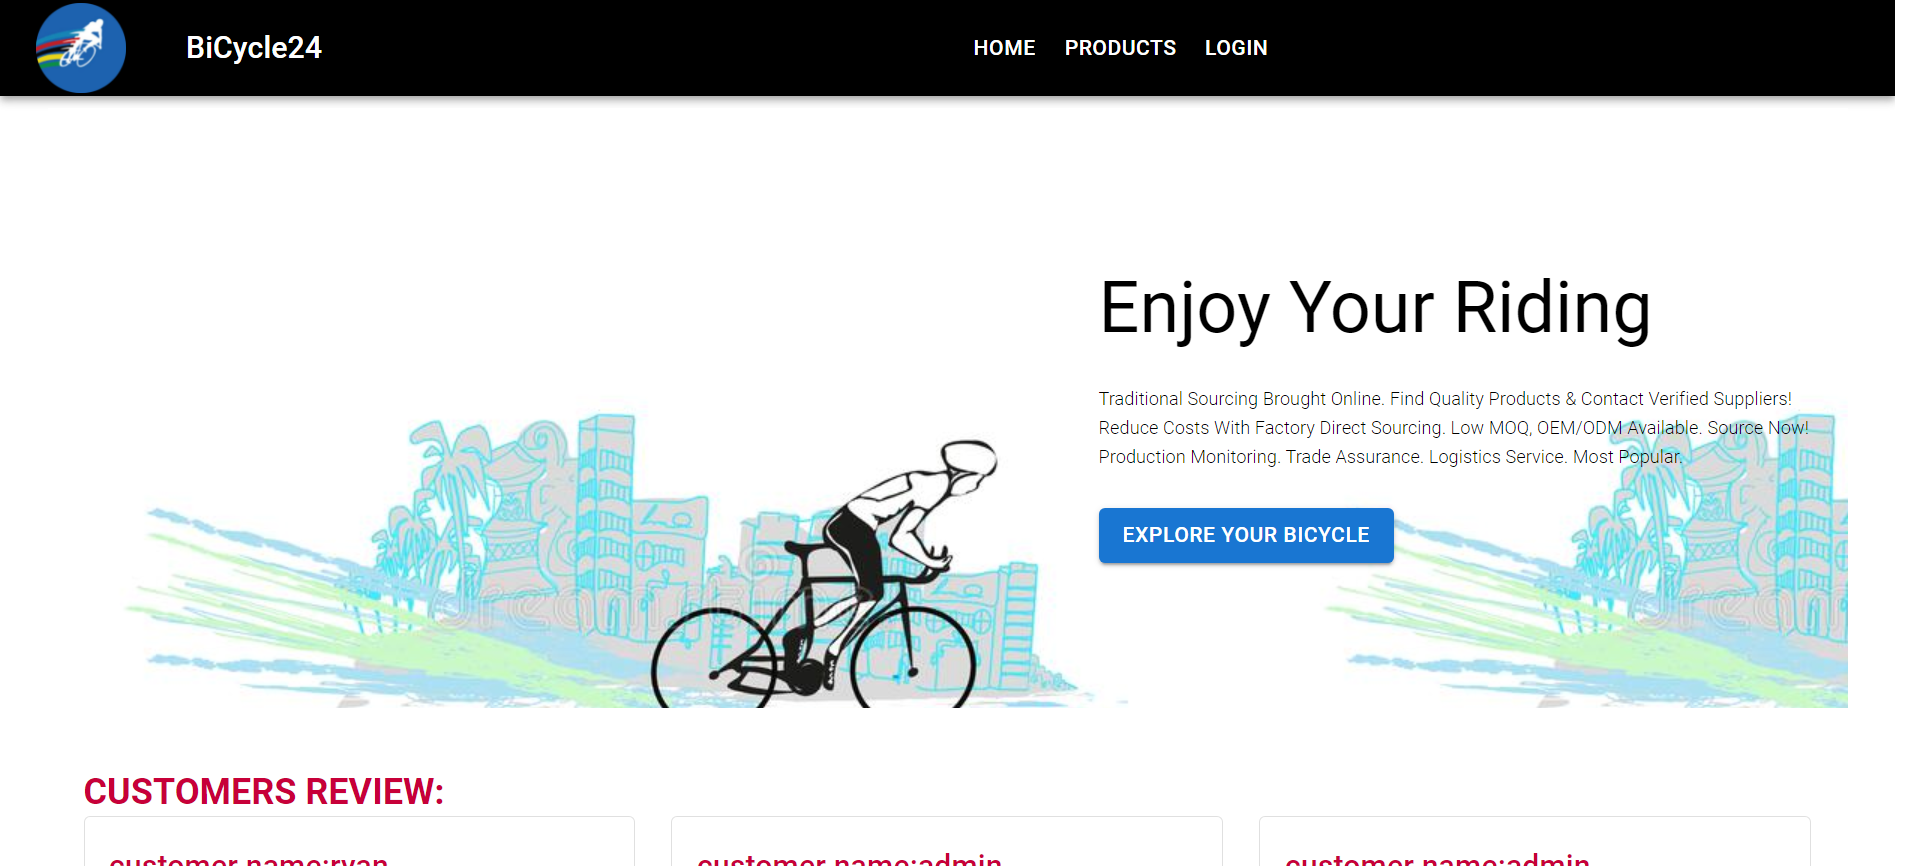 BiCycle24
HOME PRODUCTS LOGIN
Enjoy Your Riding
Traditional Sourcing Brought Online. Find Quality Products & Contact Verified Suppliers!
Reduce Costs With Factory Direct Sourcing. Low MOQ, OEM/ODM Available. Source Now!
Production Monitoring. Trade Assurance. Logistics Service. Most Popular.
EXPLORE YOUR BICYCLE
dreamstime
dream
CUSTOMERS REVIEW:
customer name:ryan
customer name:admin
customer name:admin